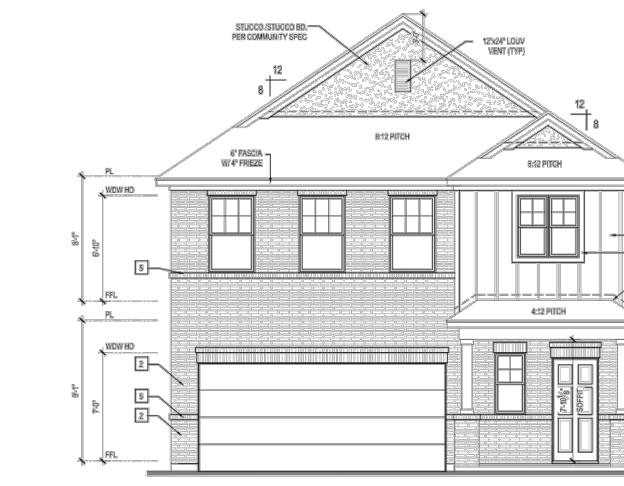 STUCCO /STUCCO BD.
PER COMMUNITY SPEC
12"x24" LOUV
VENT (TYP)
12
8
12
8
8:12 PITCH
6" FASCIA
W/ 4" FRIEZE
8:12 PITCH
PL
WDW HD
8'-1"
6'-10"
5
FFL
PL
4:12 PITCH
WDW HD
2
9'-1"
7'-0"
5
2
SOFFIT
FFL